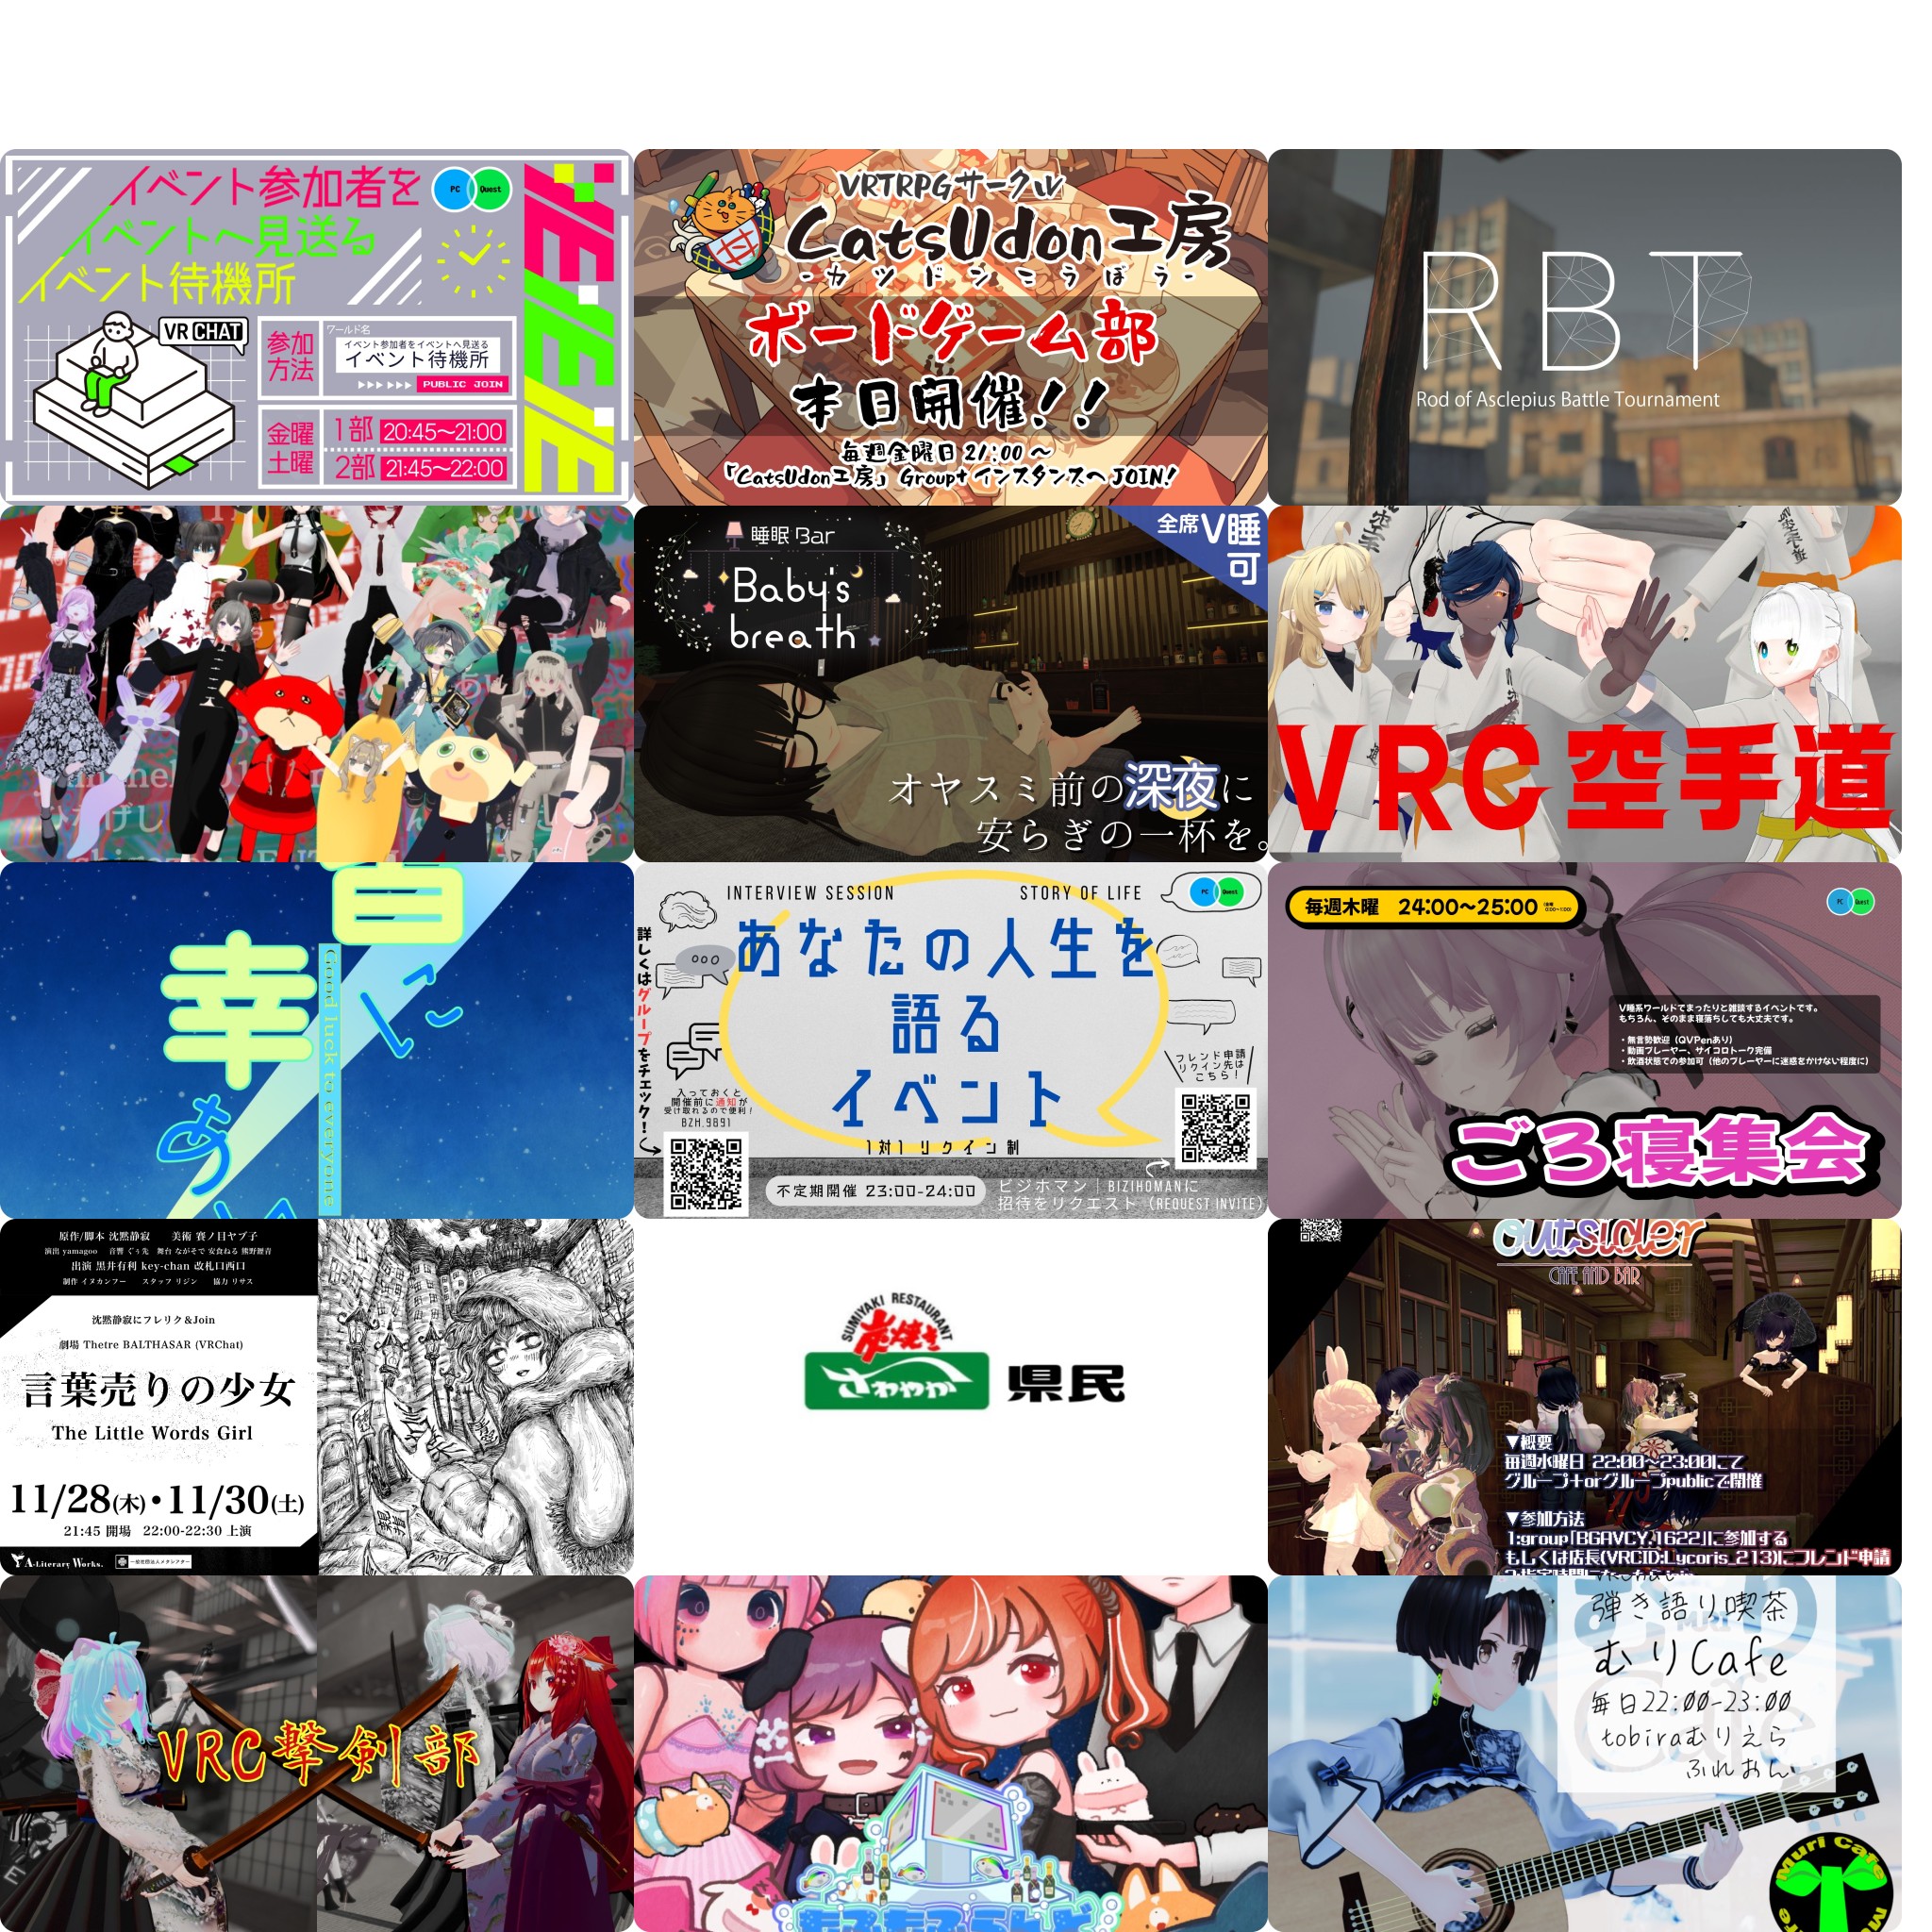 イベント参加者を
イベントへ見送る
イベント待機所
PC
Quest
VRCHAT
参加
方法
ワールド名
イベント参加者をイベントへ見送る
イベント待機所
PUBLIC JOIN
金曜
土曜
1部 20:45〜21:00
2部 21:45〜22:00
VRTRPGサークル
CatsUdon工房
-カツドンこうぼう-
ボードゲーム部
本日開催!!
毎週金曜日 21:00 〜
「CatsUdon工房」 Group+ インスタンスへ JOIN!
RBT
Rod of Asclepius Battle Tournament
睡眠 Bar
Baby's
breath
全席V睡
可
オヤスミ前の深夜に
安らぎの一杯を。
VRC空手道
皆に
幸あ
Good luck to everyone
INTERVIEW SESSION
STORY OF LIFE
PC
Quest
あなたの人生を
語る
イベント
1対1リクイン制
詳しくはグループをチェック!
入っておくと
開催前に通知が
受け取れるので便利!
BZH.9891
フレンド申請
リクイン先は
こちら!
不定期開催 23:00-24:00
ビジホマン | BIZIHOMANに
招待をリクエスト (REQUEST INVITE)
毎週木曜 24:00〜25:00
PC
Quest
V睡系ワールドでまったりと雑談するイベントです。
もちろん、そのまま寝落ちしても大丈夫です。
・無言勢歓迎(QVPenあり)
・動画プレーヤー、サイコロトーク完備
・飲酒状態での参加可(他のプレーヤーに迷惑をかけない程度に)
ごろ寝集会
原作/脚本 沈黙静寂 美術 賽ノ目ヤブ子
演出 yamagoo 音響 ぐぅ先 舞台 ながそで 安食ねる 熊野暦音
出演 黒井有利 key-chan 改札口西口
制作 イヌカンフー スタッフ リジン 協力 リサス
沈黙静寂にフレリク&Join
劇場 Thetre BALTHASAR (VRChat)
言葉売りの少女
The Little Words Girl
11/28(木)・11/30(土)
21:45 開場 22:00-22:30 上演
A-Literary Works.
一般社団法人メタシアター
SUMIYAKI RESTAURANT
炭焼き
さわやか
県民
outsider
CAFE AND BAR
▼概要
毎週水曜日 22:00〜23:00にて
グループ+orグループpublicで開催
▼参加方法
1:group「BGAVCY.1622」に参加する
もしくは店長(VRCID:Lycoris_213)にフレンド申請
VRC撃剣部
弾き語り喫茶
むりCafe
毎日22:00-23:00
tobiraむりえら
ふれおん
Muri Cafe